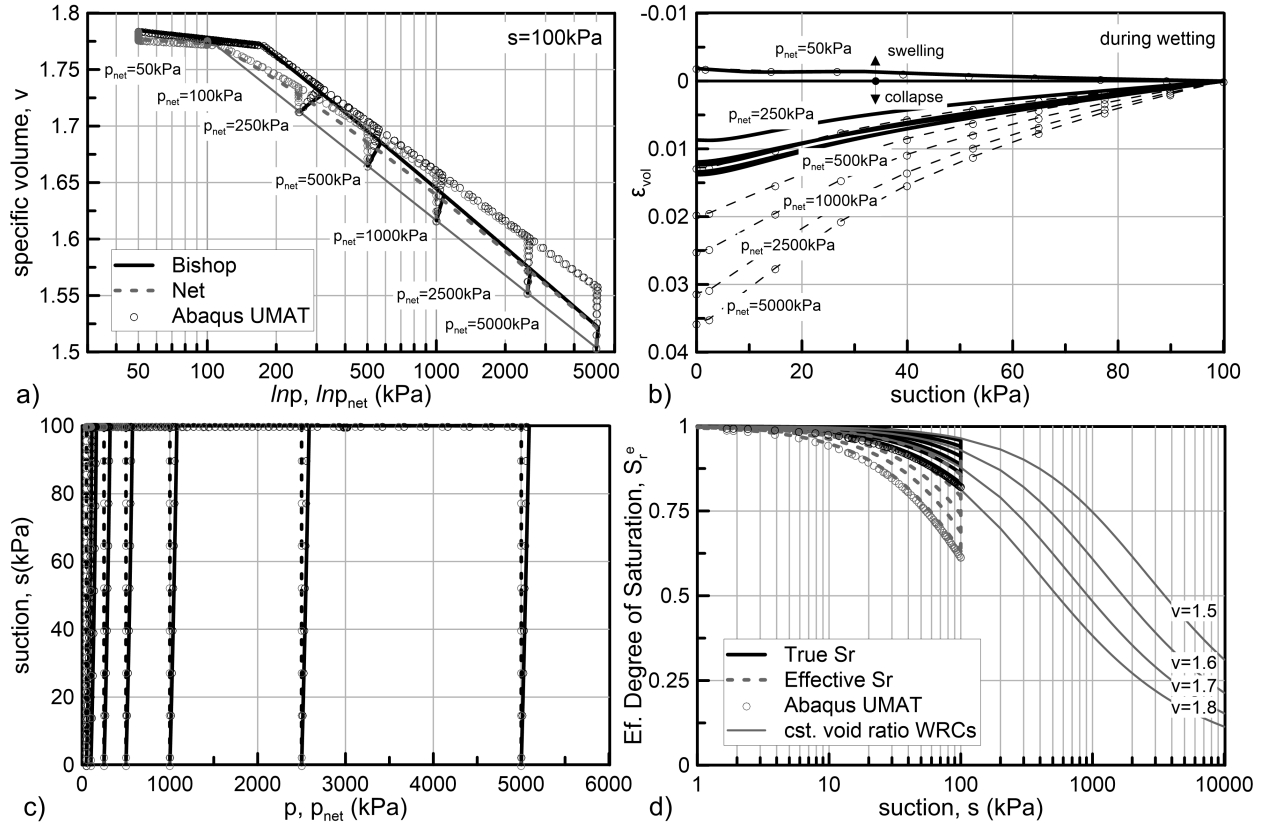 1.8
1.75
1.7
1.65
1.6
1.55
1.5
specific volume, v
s=100kPa
p_net=50kPa
p_net=100kPa
p_net=250kPa
p_net=500kPa
p_net=1000kPa
p_net=2500kPa
p_net=5000kPa
Bishop
Net
Abaqus UMAT
50 100 200 500 1000 2000 5000
lnp, lnp_net (kPa)
a)
-0.01
0
0.01
0.02
0.03
0.04
ε_vol
during wetting
p_net=50kPa
swelling
collapse
p_net=250kPa
p_net=500kPa
p_net=1000kPa
p_net=2500kPa
p_net=5000kPa
0 20 40 60 80 100
suction (kPa)
b)
100
80
60
40
20
0
suction, s(kPa)
0 1000 2000 3000 4000 5000 6000
p, p_net (kPa)
c)
1
0.75
0.5
0.25
0
Ef. Degree of Saturation, S_r^e
v=1.5
v=1.6
v=1.7
v=1.8
True Sr
Effective Sr
Abaqus UMAT
cst. void ratio WRCs
1 10 100 1000 10000
suction, s (kPa)
d)